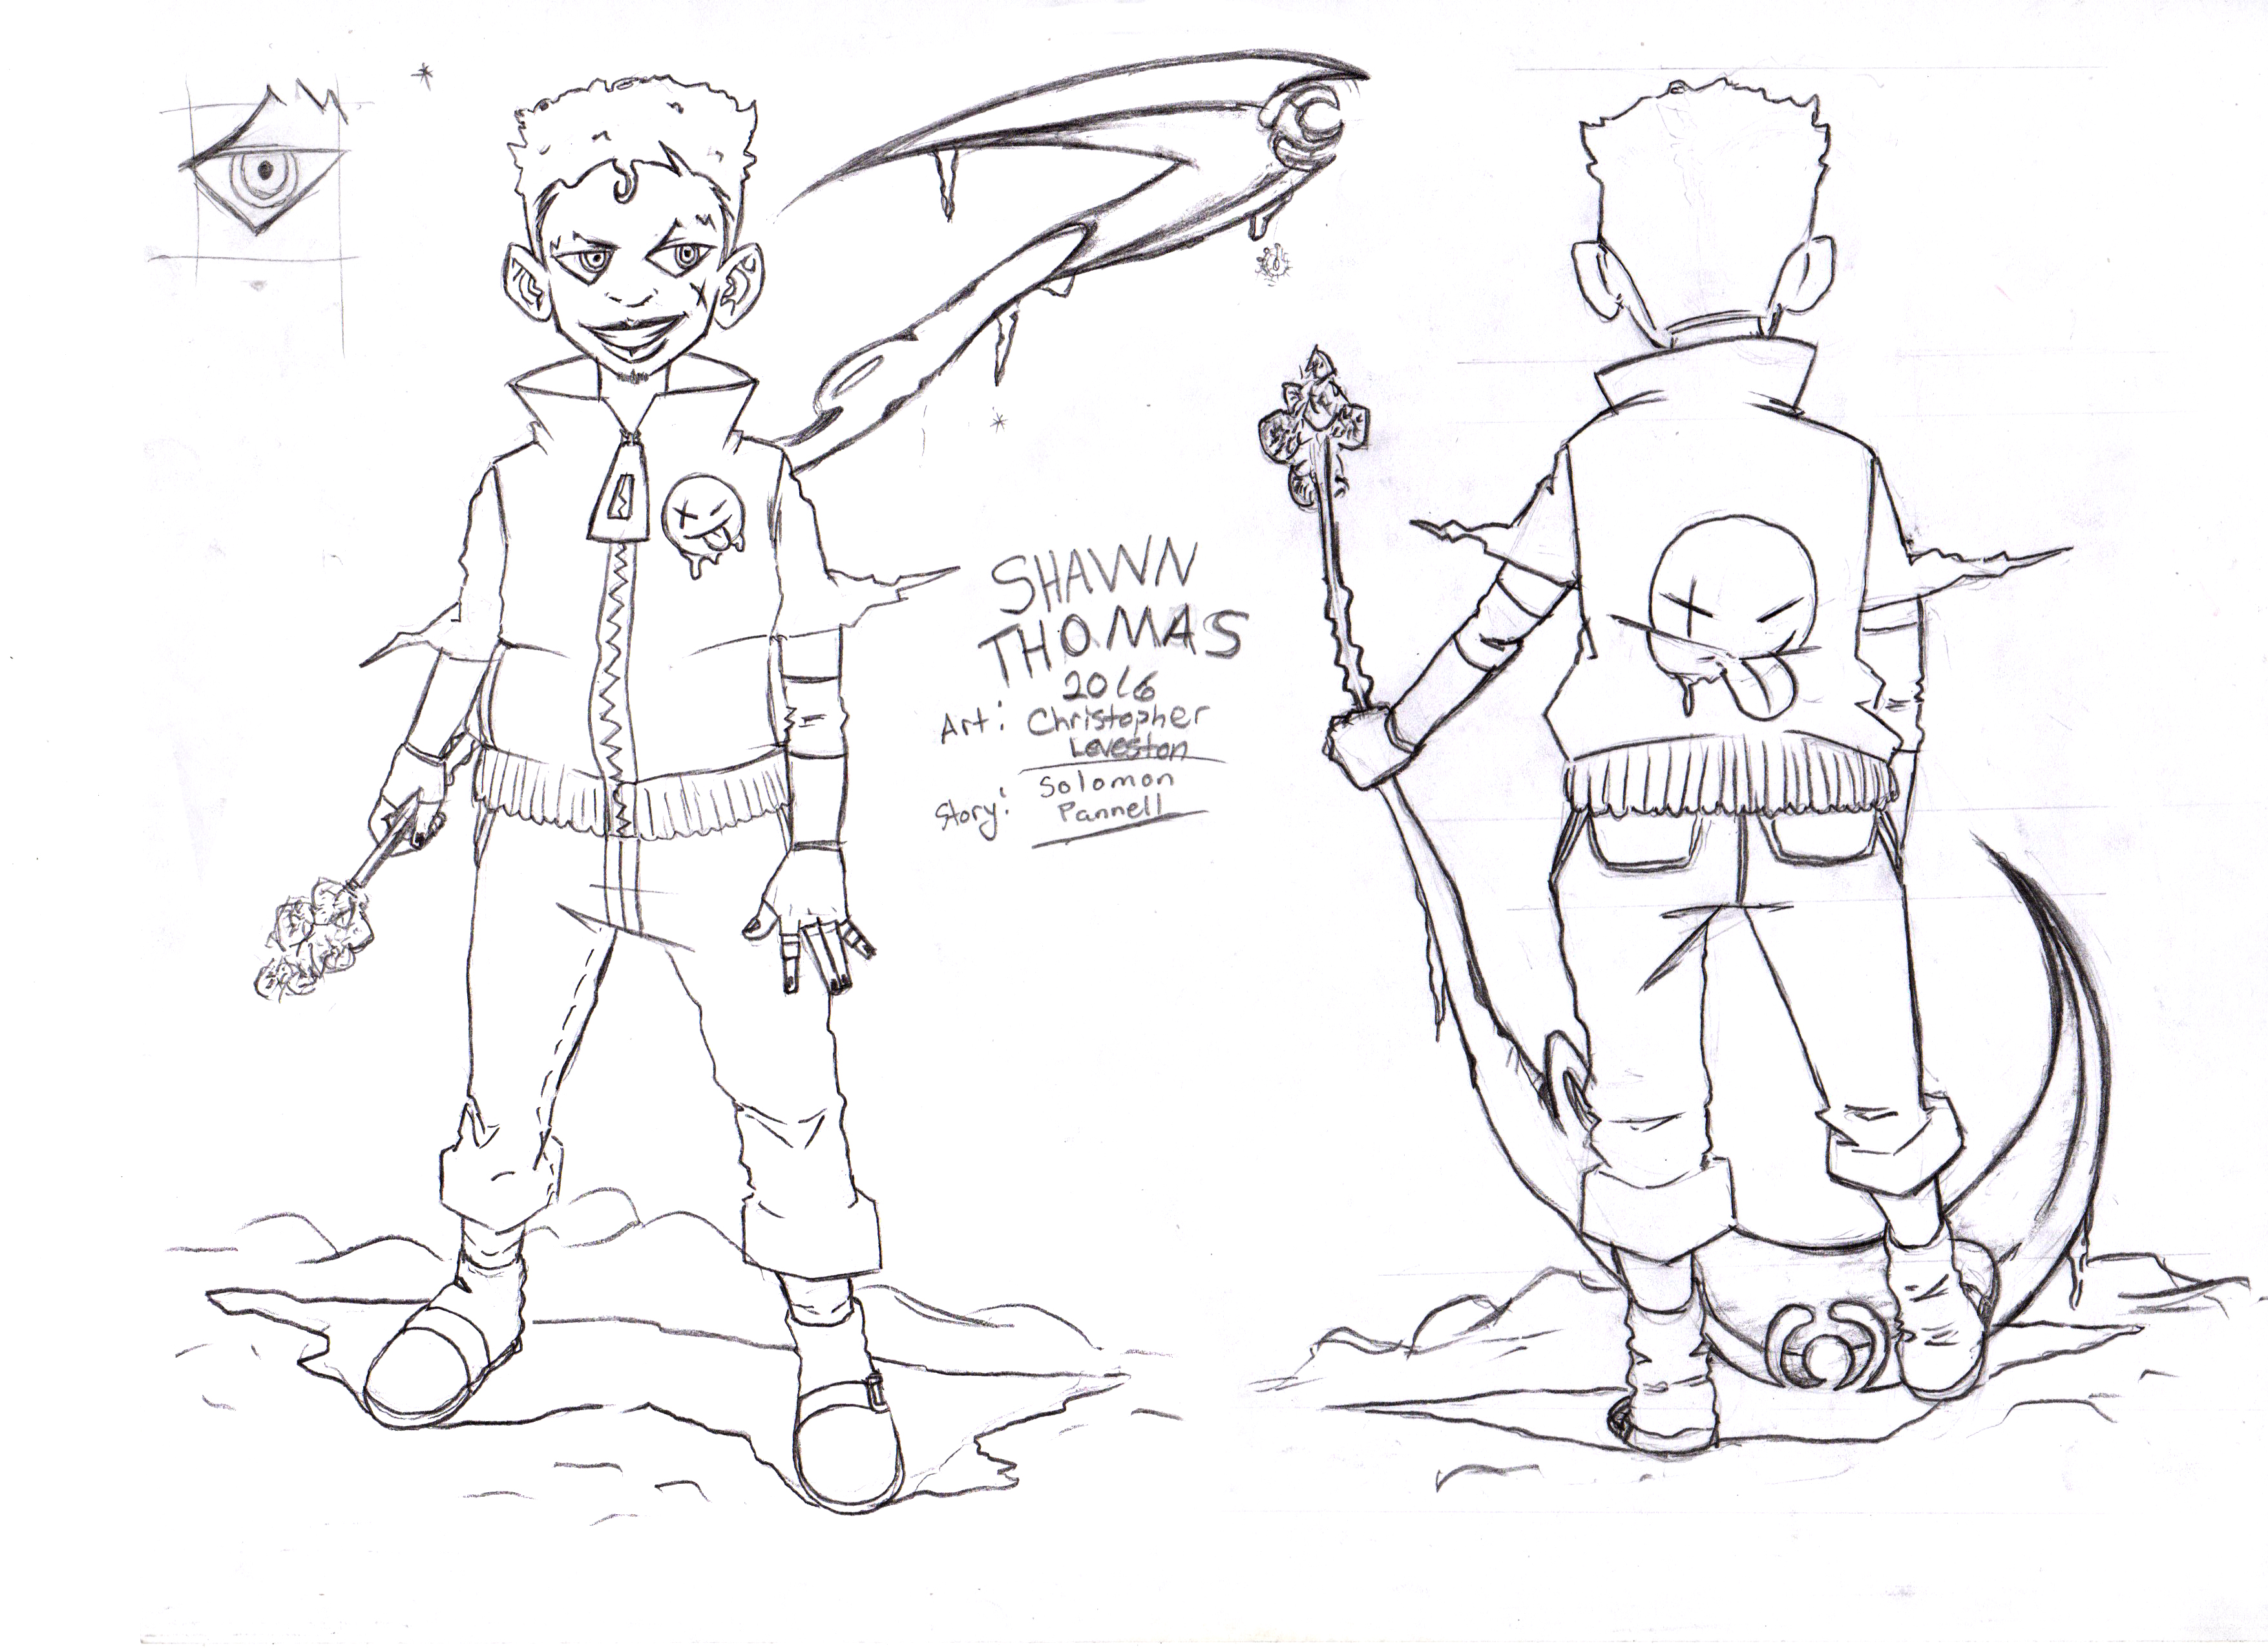 SHAWN
THOMAS
2016
Art: Christopher
Leveston
Story: Solomon
Pannell